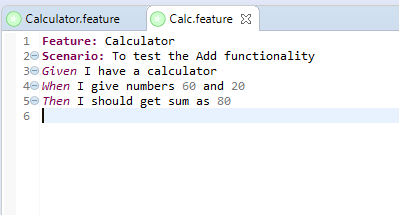 Calculator.feature Calc.feature
1 Feature: Calculator
2 Scenario: To test the Add functionality
3 Given I have a calculator
4 When I give numbers 60 and 20
5 Then I should get sum as 80
6